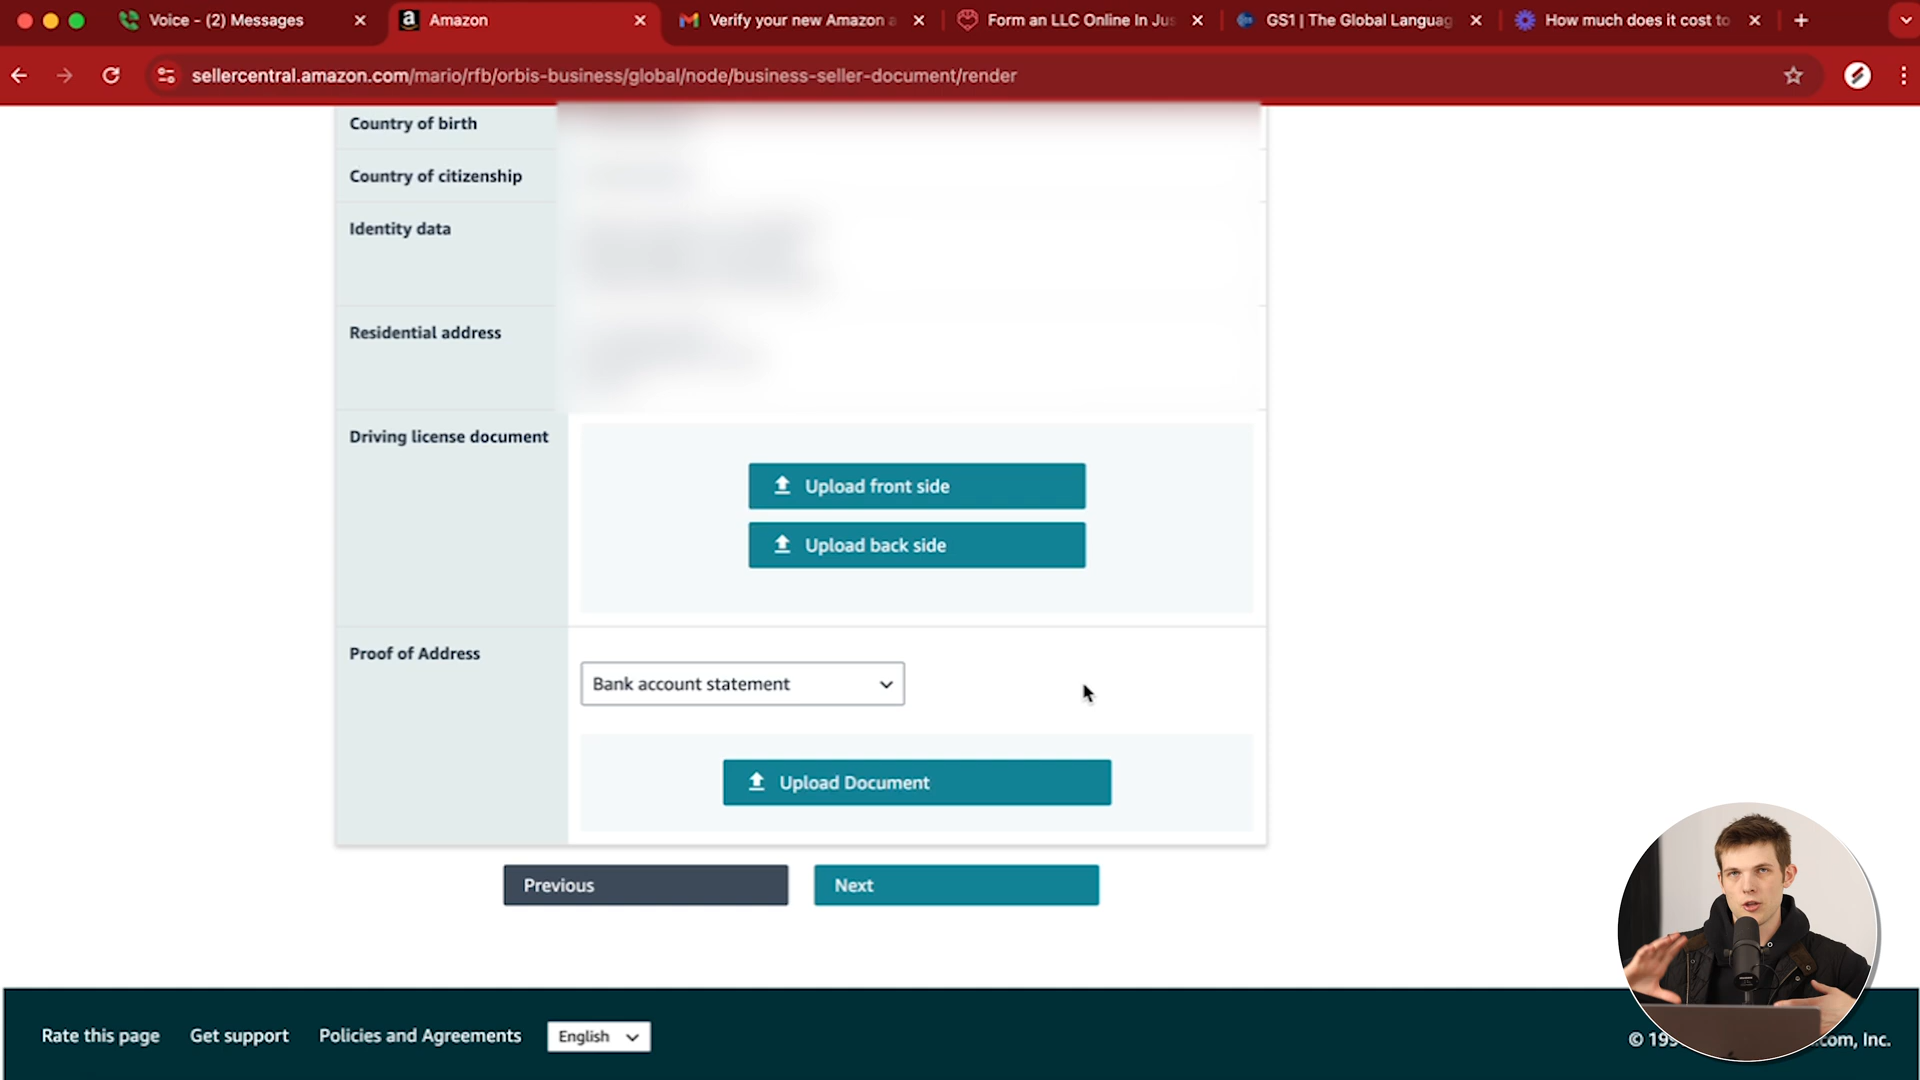 Voice - (2) Messages
Amazon
Verify your new Amazon a
Form an LLC Online In Jus
GS1 | The Global Languag
How much does it cost to
sellercentral.amazon.com/mario/rfb/orbis-business/global/node/business-seller-document/render
Country of birth
Country of citizenship
Identity data
Residential address
Driving license document
Upload front side
Upload back side
Proof of Address
Bank account statement
Upload Document
Previous
Next
Rate this page
Get support
Policies and Agreements
English
© 199
com, Inc.